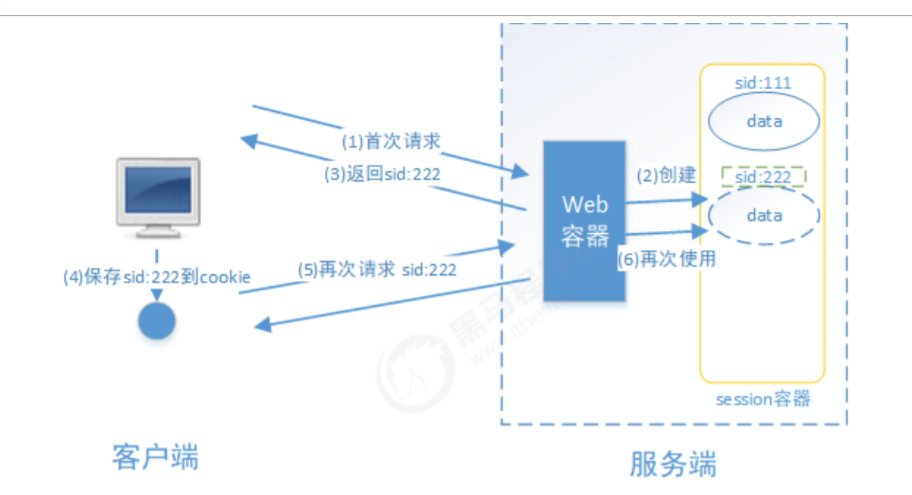 sid:111
data
(1)首次请求
(3)返回sid:222
(2)创建
sid:222
Web
容器
data
(4)保存sid:222到cookie
(5)再次请求 sid:222
(6)再次使用
session容器
客户端
服务端